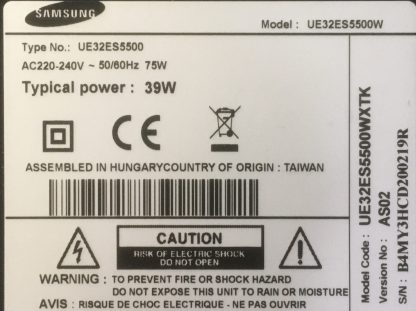 SAMSUNG
Model : UE32ES5500W
Type No.: UE32ES5500
AC220-240V ~ 50/60Hz 75W
Typical power : 39W
CE
ASSEMBLED IN HUNGARYCOUNTRY OF ORIGIN : TAIWAN
CAUTION
RISK OF ELECTRIC SHOCK
DO NOT OPEN
WARNING : TO PREVENT FIRE OR SHOCK HAZARD
DO NOT EXPOSE THIS UNIT TO RAIN OR MOISTURE
AVIS : RISQUE DE CHOC ELECTRIQUE - NE PAS OUVRIR
Model Code : UE32ES5500WXTK
Version No : AS02
S/N : B4MY3HCD200219R